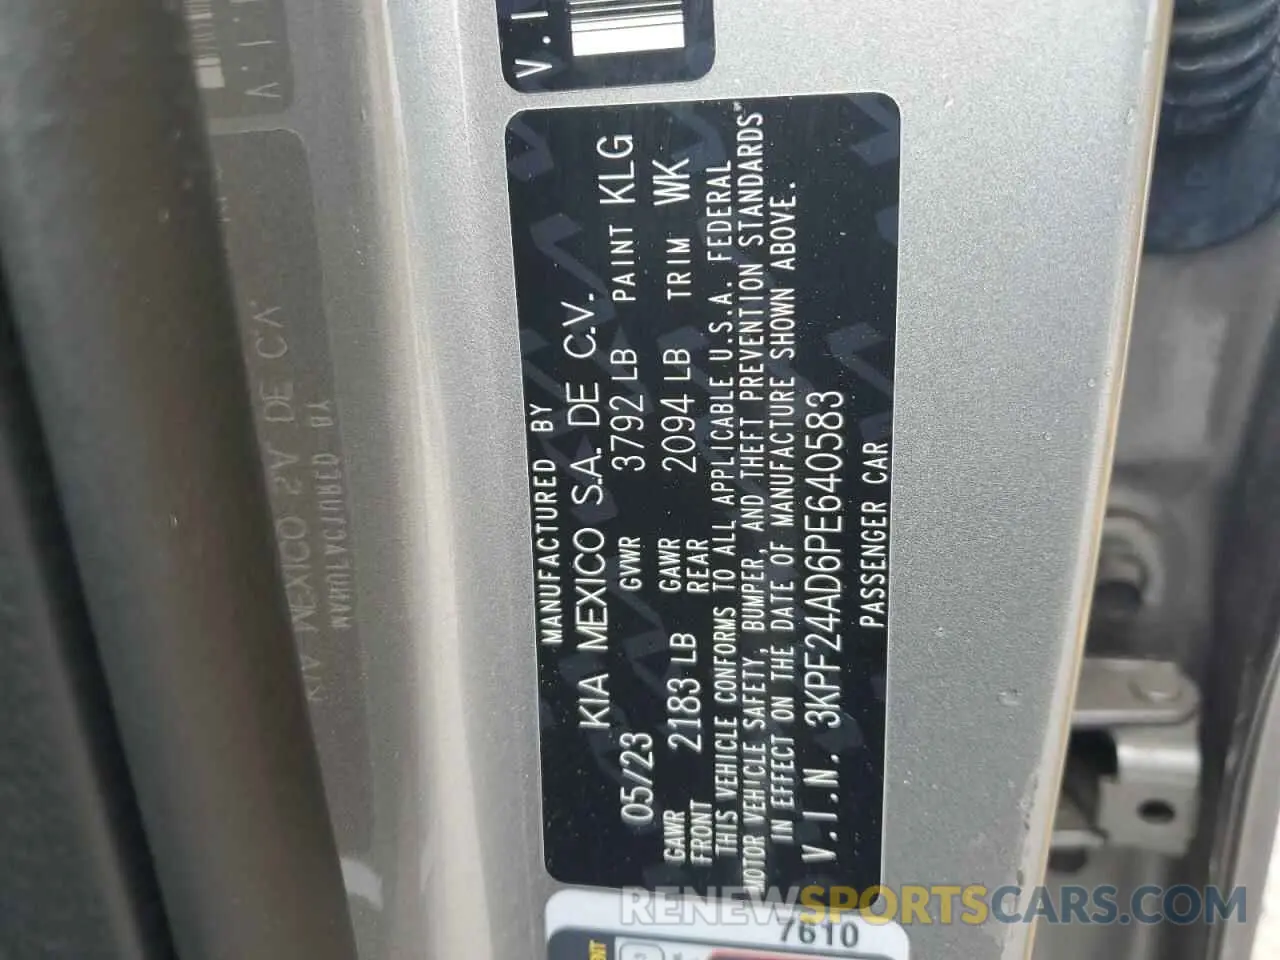 V.I
MANUFACTURED BY
KIA MEXICO S.A. DE C.V.
05/23 GVWR 3792 LB PAINT KLG
GAWR FRONT 2183 LB GAWR REAR 2094 LB TRIM WK
THIS VEHICLE CONFORMS TO ALL APPLICABLE U.S.A. FEDERAL
MOTOR VEHICLE SAFETY, BUMPER, AND THEFT PREVENTION STANDARDS
IN EFFECT ON THE DATE OF MANUFACTURE SHOWN ABOVE.
V.I.N. 3KPF24AD6PE640583
PASSENGER CAR
7610
RENEWSPORTSCARS.COM